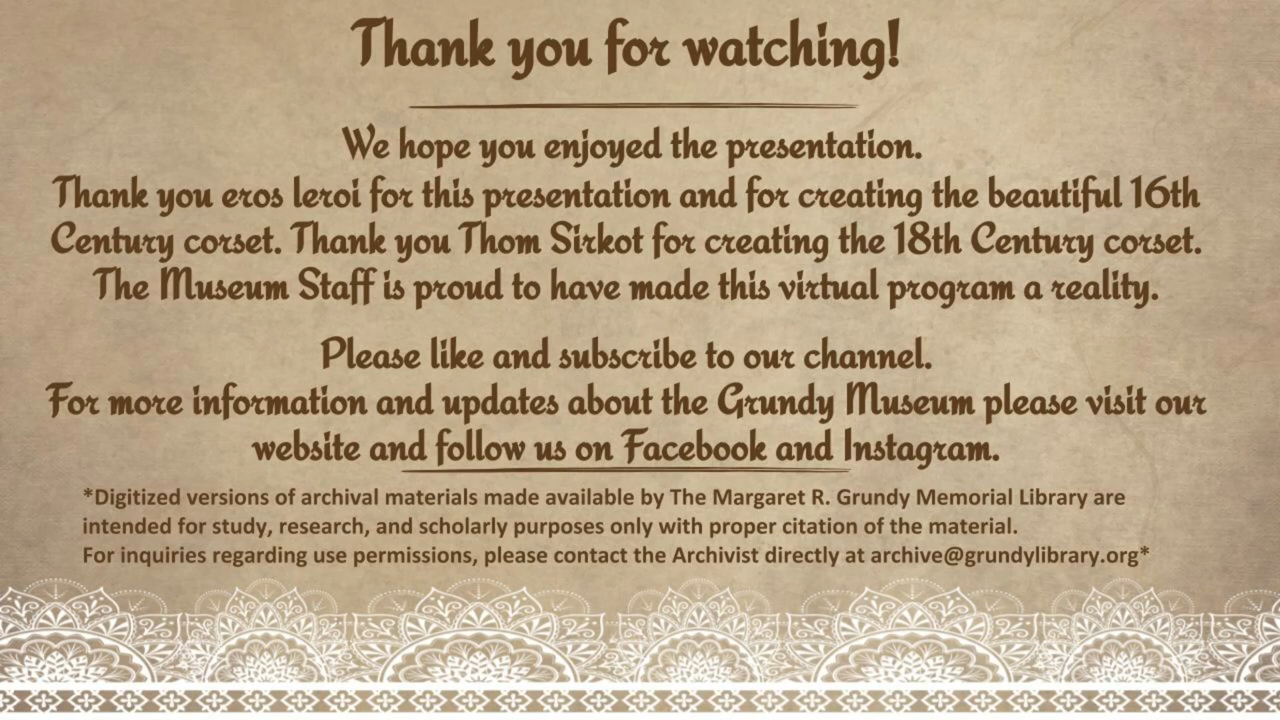 Thank you for watching!
We hope you enjoyed the presentation.
Thank you eros leroi for this presentation and for creating the beautiful 16th
Century corset. Thank you Thom Sirkot for creating the 18th Century corset.
The Museum Staff is proud to have made this virtual program a reality.
Please like and subscribe to our channel.
For more information and updates about the Grundy Museum please visit our
website and follow us on Facebook and Instagram.
*Digitized versions of archival materials made available by The Margaret R. Grundy Memorial Library are
intended for study, research, and scholarly purposes only with proper citation of the material.
For inquiries regarding use permissions, please contact the Archivist directly at archive@grundylibrary.org*